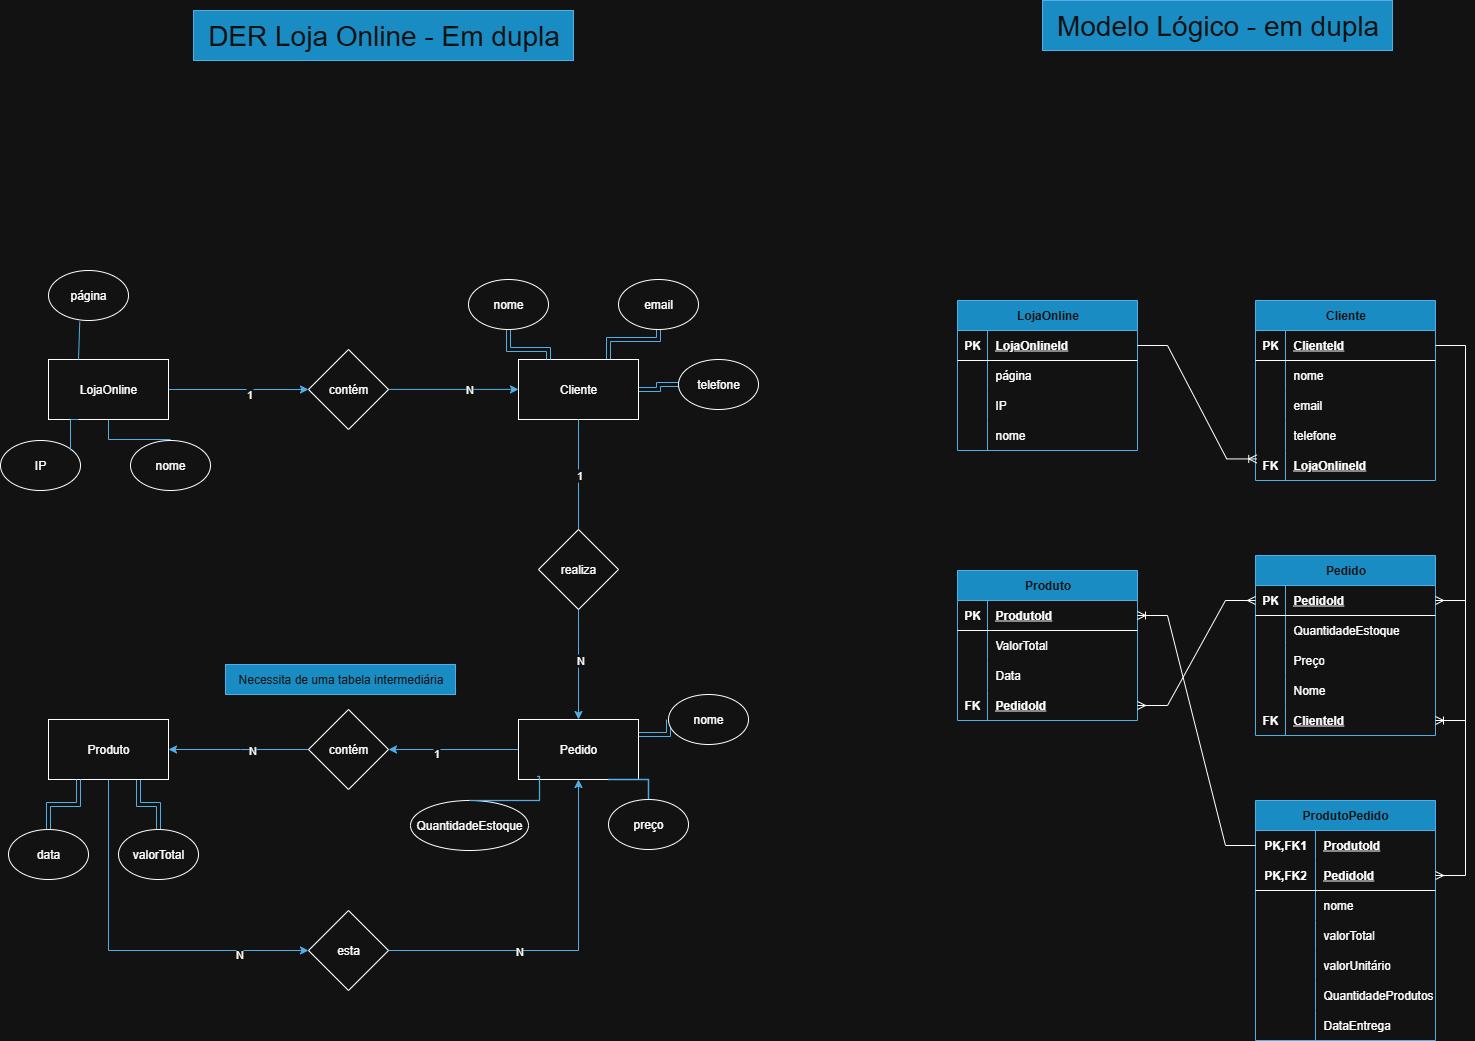 DER Loja Online - Em dupla
página
nome
email
LojaOnline
1
contém
N
Cliente
telefone
IP
nome
1
realiza
N
Necessita de uma tabela intermediária
Produto
N
contém
1
Pedido
nome
data
valorTotal
QuantidadeEstoque
preço
N
esta
N
Modelo Lógico - em dupla
LojaOnline
PK LojaOnlineId
página
IP
nome
Cliente
PK ClienteId
nome
email
telefone
FK LojaOnlineId
Produto
PK ProdutoId
ValorTotal
Data
FK PedidoId
Pedido
PK PedidoId
QuantidadeEstoque
Preço
Nome
FK ClienteId
ProdutoPedido
PK,FK1 ProdutoId
PK,FK2 PedidoId
nome
valorTotal
valorUnitário
QuantidadeProdutos
DataEntrega